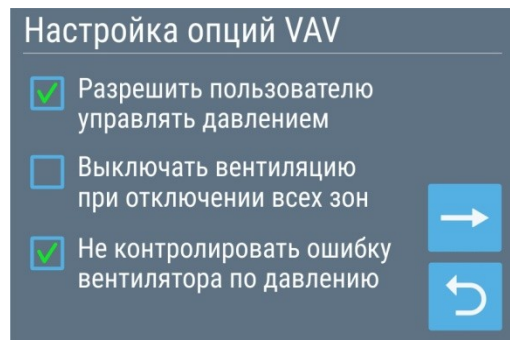 Настройка опций VAV
Разрешить пользователю
управлять давлением
Выключать вентиляцию
при отключении всех зон
Не контролировать ошибку
вентилятора по давлению